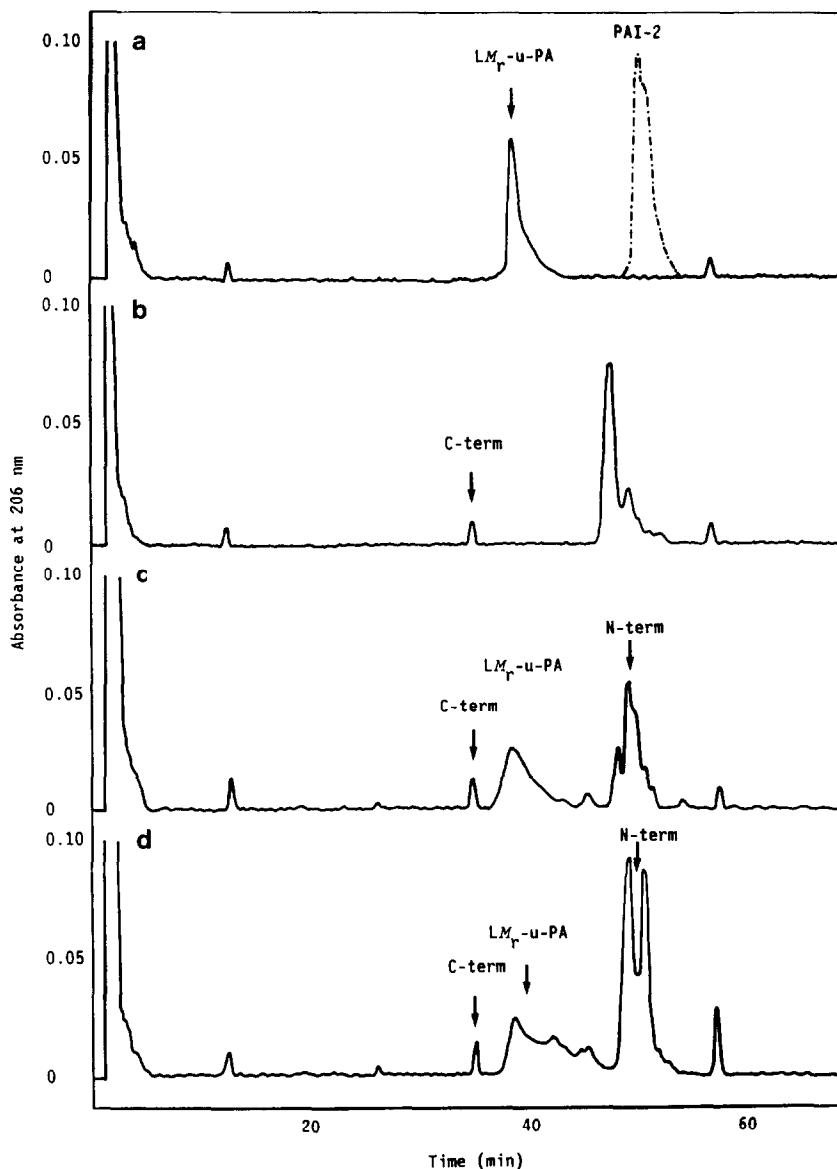 a
PAI-2
LMr-u-PA
0.10
0.05
0
b
C-term
0.10
0.05
0
c
N-term
LMr-u-PA
C-term
0.10
0.05
0
d
N-term
LMr-u-PA
C-term
0.10
0.05
0
Absorbance at 206 nm
20
40
60
Time (min)